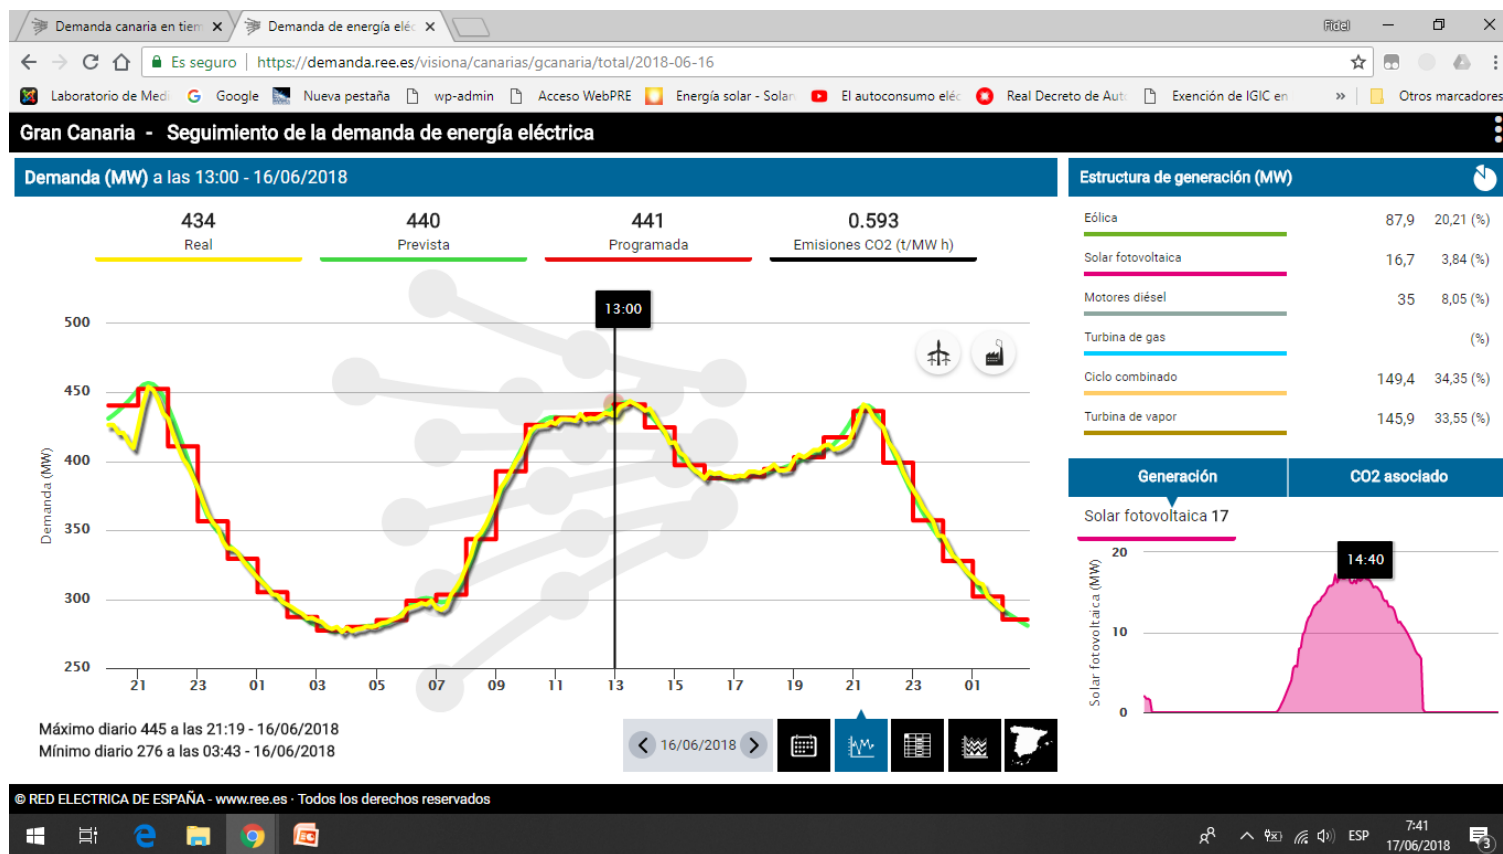 Demanda canaria en tiem
Demanda de energía eléc
Fidel
Es seguro
https://demanda.ree.es/visiona/canarias/gcanaria/total/2018-06-16
Laboratorio de Medi
Google
Nueva pestaña
wp-admin
Acceso WebPRE
Energía solar - Solar
El autoconsumo eléc
Real Decreto de Auto
Exención de IGIC en
»
Otros marcadores
Gran Canaria - Seguimiento de la demanda de energía eléctrica
Demanda (MW) a las 13:00 - 16/06/2018
434 440 441 0.593
Real Prevista Programada Emisiones CO2 (t/MW h)
13:00
Demanda (MW)
500
450
400
350
300
250
21 23 01 03 05 07 09 11 13 15 17 19 21 23 01
Máximo diario 445 a las 21:19 - 16/06/2018
Mínimo diario 276 a las 03:43 - 16/06/2018
16/06/2018
Estructura de generación (MW)
Eólica 87,9 20,21 (%)
Solar fotovoltaica 16,7 3,84 (%)
Motores diésel 35 8,05 (%)
Turbina de gas (%)
Ciclo combinado 149,4 34,35 (%)
Turbina de vapor 145,9 33,55 (%)
Generación CO2 asociado
Solar fotovoltaica 17
14:40
Solar fotovoltaica (MW)
20
10
0
© RED ELECTRICA DE ESPAÑA - www.ree.es · Todos los derechos reservados
ESP
7:41
17/06/2018
3